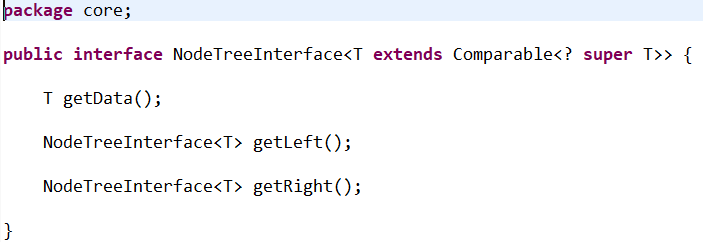 package core;
public interface NodeTreeInterface<T extends Comparable<? super T>> {
T getData();
NodeTreeInterface<T> getLeft();
NodeTreeInterface<T> getRight();
}